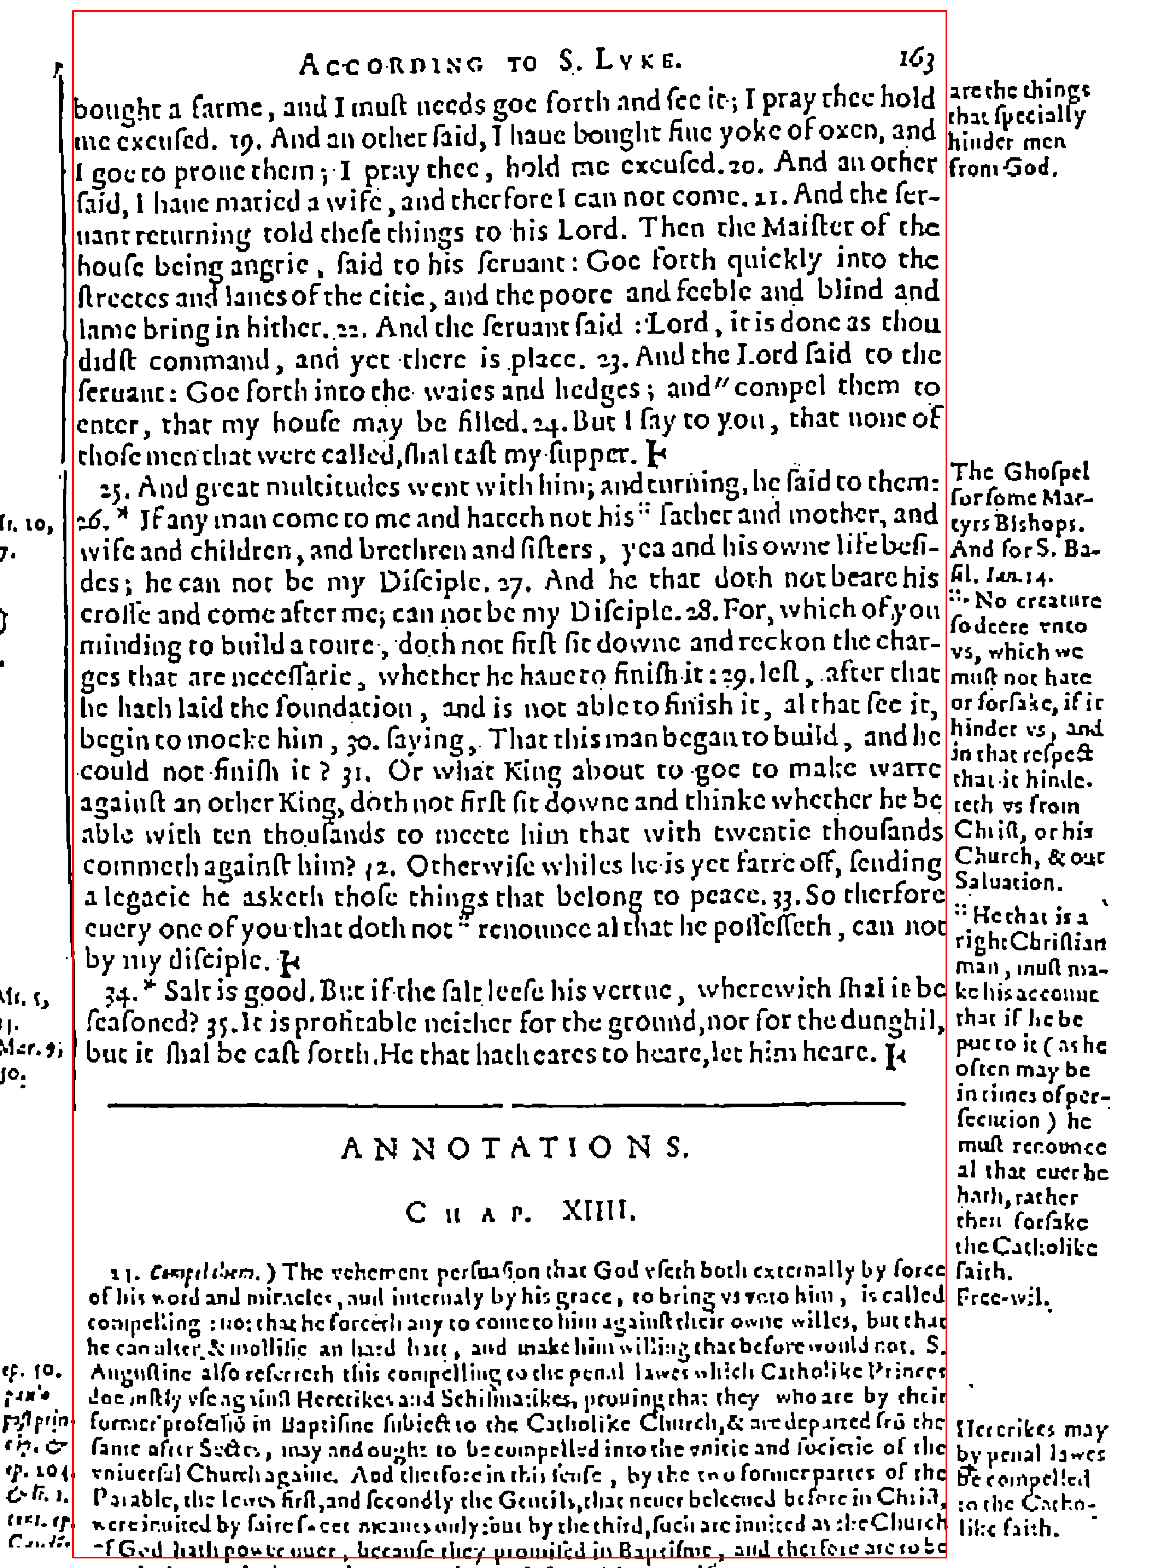 ACCORDING TO S. LVKE. 163
bought a farme, and I muſt needs goe forth and ſee it; I pray thee hold
me excuſed. 19. And an other ſaid, I haue bought fiue yoke of oxen, and
I goe to proue them; I pray thee, hold me excuſed. 20. And an other
ſaid, I haue maried a wife, and therfore I can not come. 21. And the ſer-
uant returning told theſe things to his Lord. Then the Maiſter of the
houſe being angrie, ſaid to his ſeruant: Goe forth quickly into the
ſtreetes and lanes of the citie, and the poore and feeble and blind and
lame bring in hither. 22. And the ſeruant ſaid: Lord, it is done as thou
didſt command, and yet there is place. 23. And the Lord ſaid to the
ſeruant: Goe forth into the waies and hedges; and " compel them to
enter, that my houſe may be filled. 24. But I ſay to you, that none of
thoſe men that were called, ſhal taſt my ſupper.
25. And great multitudes went with him; and turning, he ſaid to them:
26. * If any man come to me and hateth not his :: father and mother, and
wife and children, and brethren and ſiſters, yea and his owne life beſi-
des; he can not be my Diſciple. 27. And he that doth not beare his
croſſe and come after me; can not be my Diſciple. 28. For, which of you
minding to build a toure, doth not firſt ſit downe and reckon the char-
ges that are neceſſarie, whether he haue to finiſh it: 29. leſt, after that
he hath laid the foundation, and is not able to finiſh it, al that ſee it,
begin to mocke him, 30. ſaying, That this man began to build, and he
could not finiſh it? 31. Or what King about to goe to make warre
againſt an other King, doth not firſt ſit downe and thinke whether he be
able with ten thouſands to meete him that with twentie thouſands
commeth againſt him? 32. Otherwiſe whiles he is yet farre off, ſending
a legacie he asketh thoſe things that belong to peace. 33. So therfore
euery one of you that doth not :: renounce al that he poſſeſſeth, can not
by my diſciple.
34. * Salt is good. But if the ſalt leeſe his vertue, wherewith ſhal it be
ſeaſoned? 35. It is profitable neither for the ground, nor for the dunghil,
but it ſhal be caſt forth. He that hath eares to heare, let him heare.
ANNOTATIONS.
CHAP. XIIII.
23. Compel them.) The vehement perſuaſion that God vſeth both externally by force
of his word and miracles, and internaly by his grace, to bring vs vnto him, is called
compelling: not that he forceth any to come to him againſt their owne willes, but that
he can alter & mollifie an hard hart, and make him willing that before would not. S.
Auguſtine alſo referreth this compelling to the penal lawes which Catholike Princes
doe iuſtly vſe againſt Heretikes and Schiſmatikes, prouing that they who are by their
former profeſſiō in Baptiſme ſubiect to the Catholike Church, & are departed frō the
ſame after Sectes, may and ought to be compelled into the vnitie and ſocietie of the
vniuerſal Church againe. And therfore in this ſenſe, by the two former partes of the
Parable, the Iewes firſt, and ſecondly the Gentils, that neuer beleeued before in Chriſt,
were inuited by faire ſweet meanes only: but by the third, ſuch are inuited as the Church
of God hath power ouer, becauſe they promiſed in Baptiſme, and therfore are to be
are the things
that ſpecially
hinder men
from God.
The Ghoſpel
for ſome Mar-
tyrs Biſhops.
And for S. Ba-
ſil. Iun. 14.
:: No creature
ſo deere vnto
vs, which we
muſt not hate
or forſake, if it
hinder vs, and
in that reſpect
that it hinde-
reth vs from
Chriſt, or his
Church, & our
Saluation.
:: He that is a
right Chriſtian
man, muſt ma-
ke his account
that if he be
put to it (as he
often may be
in times of per-
ſecution) he
muſt renounce
al that euer he
hath, rather
then forſake
the Catholike
faith.
Free-wil.
Heretikes may
by penal lawes
be compelled
to the Catho-
like faith.
10,
Mt. 5,
Mar. 9,
50.
ep. 50.
ep. 204